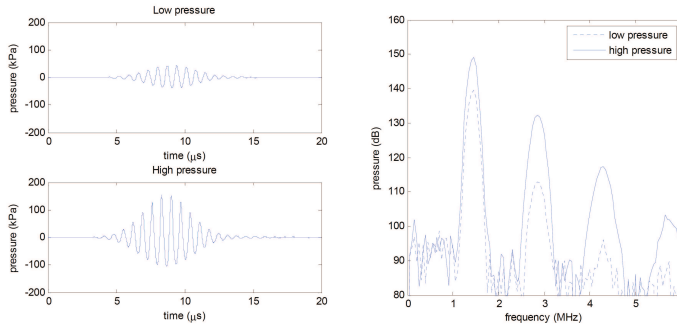 Low pressure
200
100
0
-100
-200
pressure (kPa)
0 5 10 15 20
time (μs)
High pressure
200
100
0
-100
-200
pressure (kPa)
0 5 10 15 20
time (μs)
160
150
140
130
120
110
100
90
80
pressure (dB)
low pressure
high pressure
0 1 2 3 4 5
frequency (MHz)